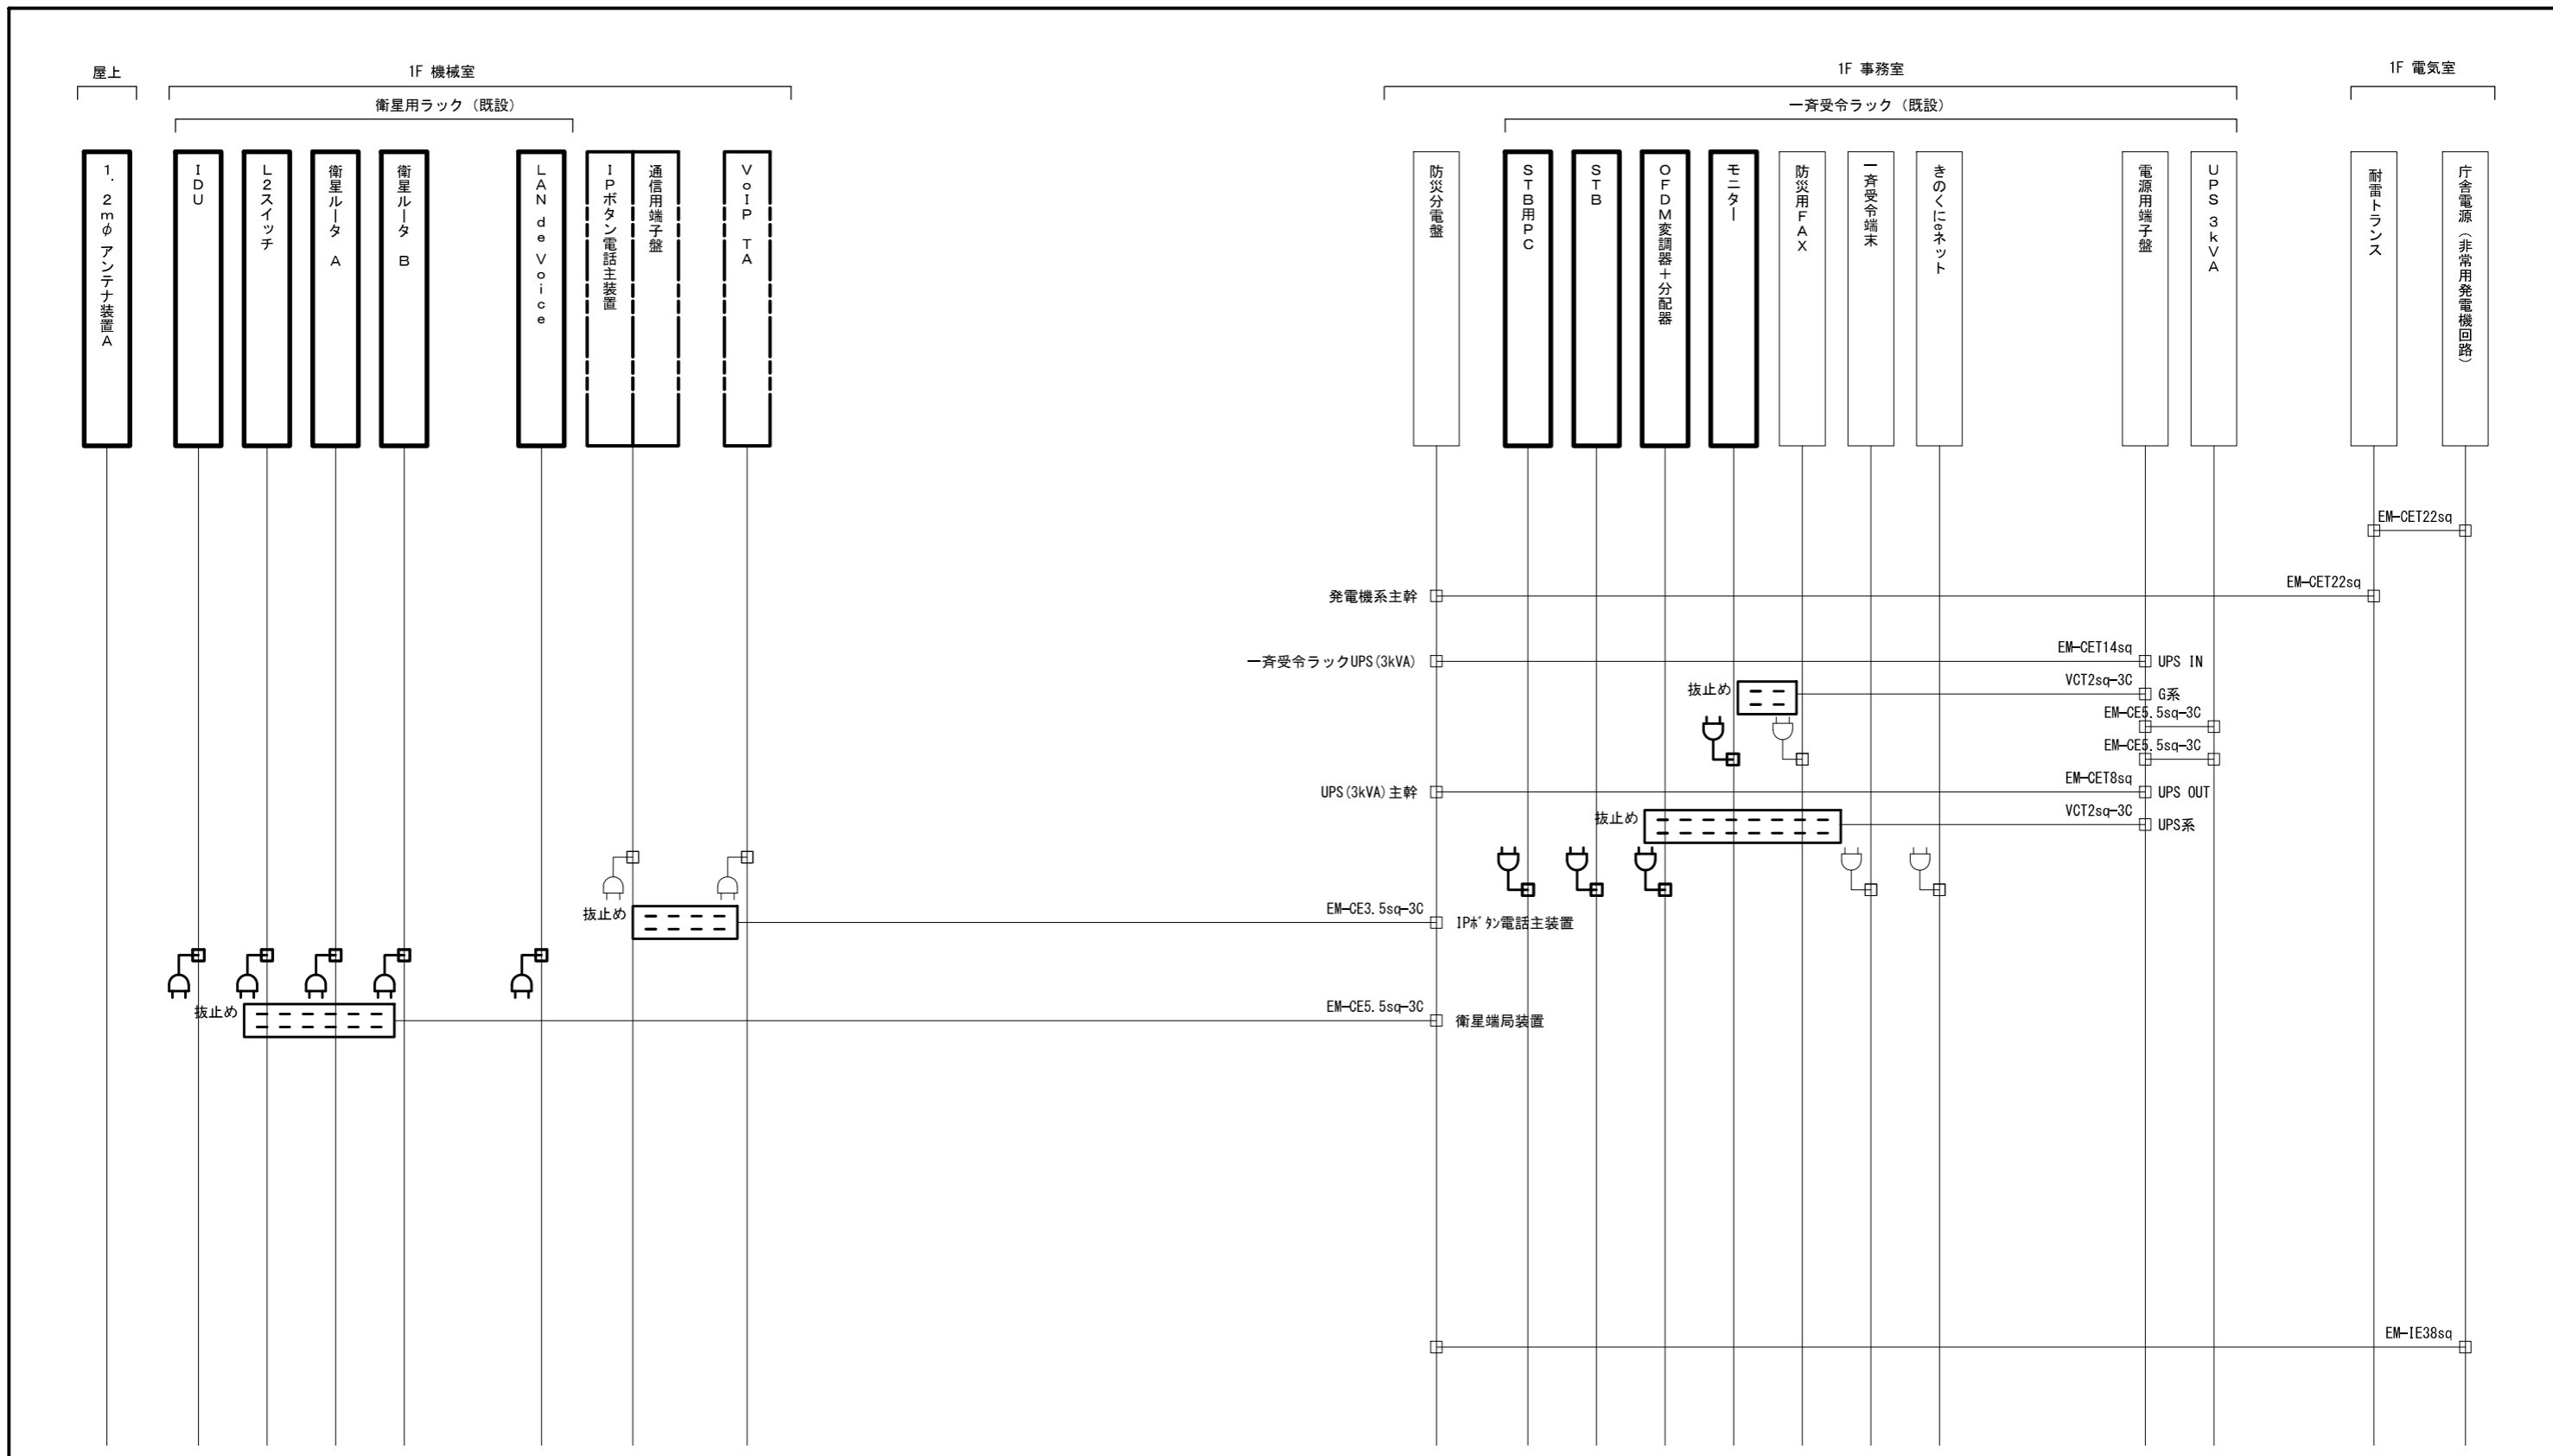 屋上
1F 機械室
1F 事務室
1F 電気室
衛星用ラック（既設）
一斉受令ラック（既設）
1．2mφ アンテナ装置A
IDU
L2スイッチ
衛星ルータ A
衛星ルータ B
LAN de Voice
IPボタン電話主装置
通信用端子盤
VoIP TA
防災分電盤
STB用PC
STB
OFDM変調器＋分配器
モニター
防災用FAX
一斉受令端末
きのくにeネット
電源用端子盤
UPS 3kVA
耐雷トランス
庁舎電源（非常用発電機回路）
EM-CET22sq
発電機系主幹
EM-CET22sq
一斉受令ラックUPS(3kVA)
EM-CET14sq
UPS IN
抜止め
VCT2sq-3C
G系
EM-CE5.5sq-3C
EM-CE5.5sq-3C
UPS(3kVA)主幹
EM-CET8sq
UPS OUT
抜止め
VCT2sq-3C
UPS系
抜止め
EM-CE3.5sq-3C
IPﾎﾞﾀﾝ電話主装置
抜止め
EM-CE5.5sq-3C
衛星端局装置
EM-IE38sq